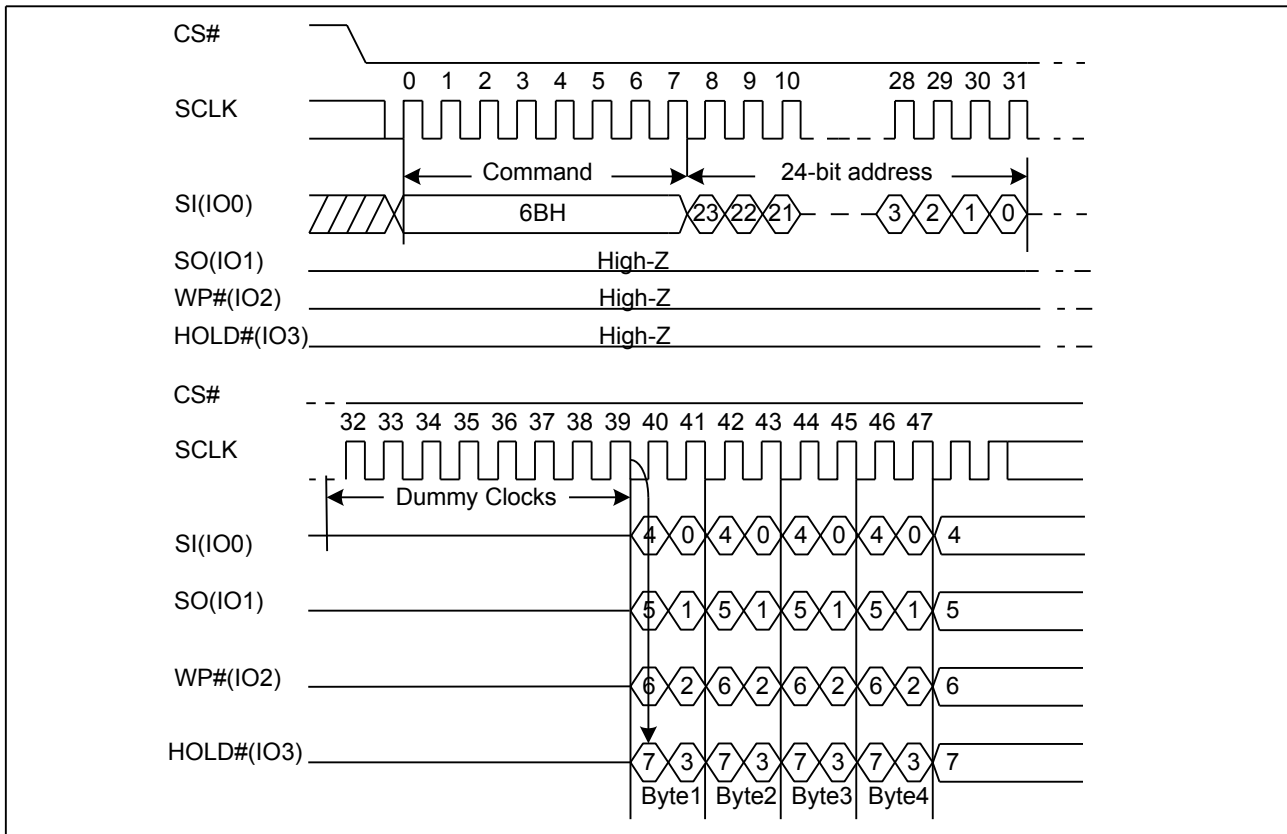 CS#
0 1 2 3 4 5 6 7 8 9 10 28 29 30 31
SCLK
Command 24-bit address
SI(IO0) 6BH 23 22 21 3 2 1 0
SO(IO1) High-Z
WP#(IO2) High-Z
HOLD#(IO3) High-Z
CS#
32 33 34 35 36 37 38 39 40 41 42 43 44 45 46 47
SCLK
Dummy Clocks
SI(IO0) 4 0 4 0 4 0 4 0 4
SO(IO1) 5 1 5 1 5 1 5 1 5
WP#(IO2) 6 2 6 2 6 2 6 2 6
HOLD#(IO3) 7 3 7 3 7 3 7 3 7
Byte1 Byte2 Byte3 Byte4